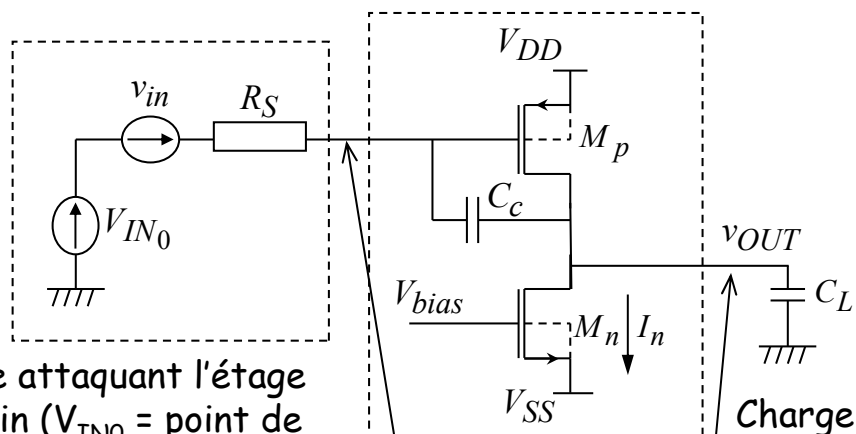 V_DD
v_in
R_S
M_p
V_IN0
C_c
v_OUT
V_bias
M_n
I_n
C_L
e attaquant l'étage
V_SS
in (V_IN0 = point de
Charge